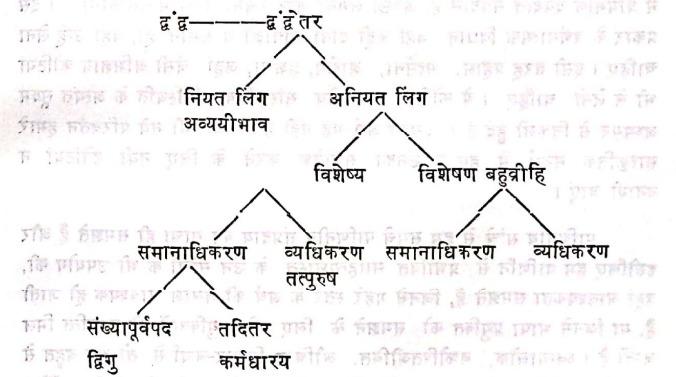 द्वंद्व———द्वंद्वेतर
नियत लिंग अनियत लिंग
अव्ययीभाव
विशेष्य विशेषण बहुव्रीहि
समानाधिकरण व्यधिकरण समानाधिकरण व्यधिकरण
तत्पुरुष
संख्यापूर्वपद तदितर
द्विगु कर्मधारय